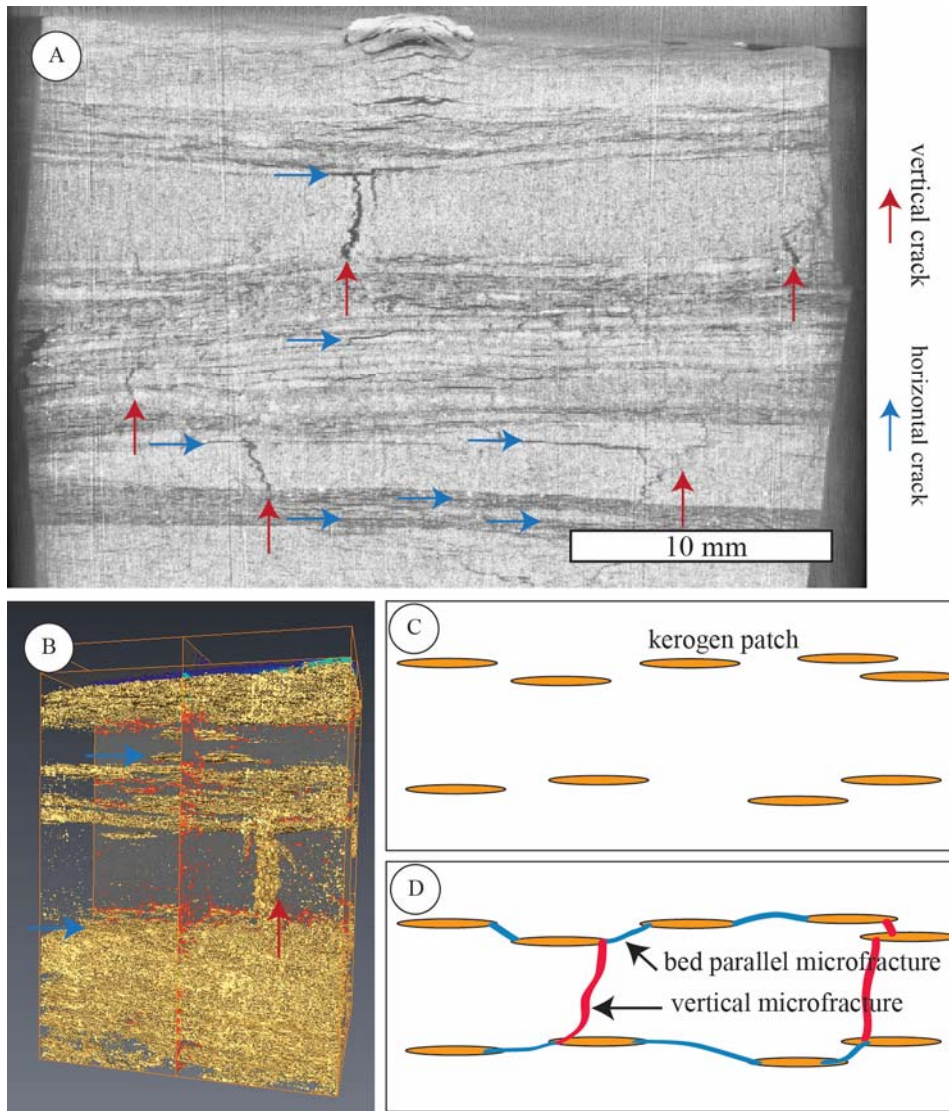 A
vertical crack
horizontal crack
10 mm
B
C
kerogen patch
D
bed parallel microfracture
vertical microfracture